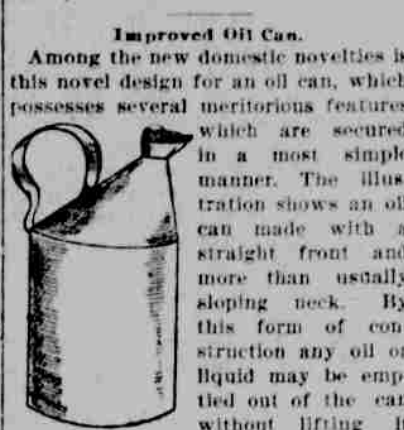 Improved Oil Can.
Among the new domestic novelties is
this novel design for an oil can, which
possesses several meritorious features
which are secured
in a most simple
manner. The illus
tration shows an oil
can made with a
straight front and
more than usually
sloping neck. By
this form of con
struction any oil or
liquid may be emp
tied out of the can
without lifting it